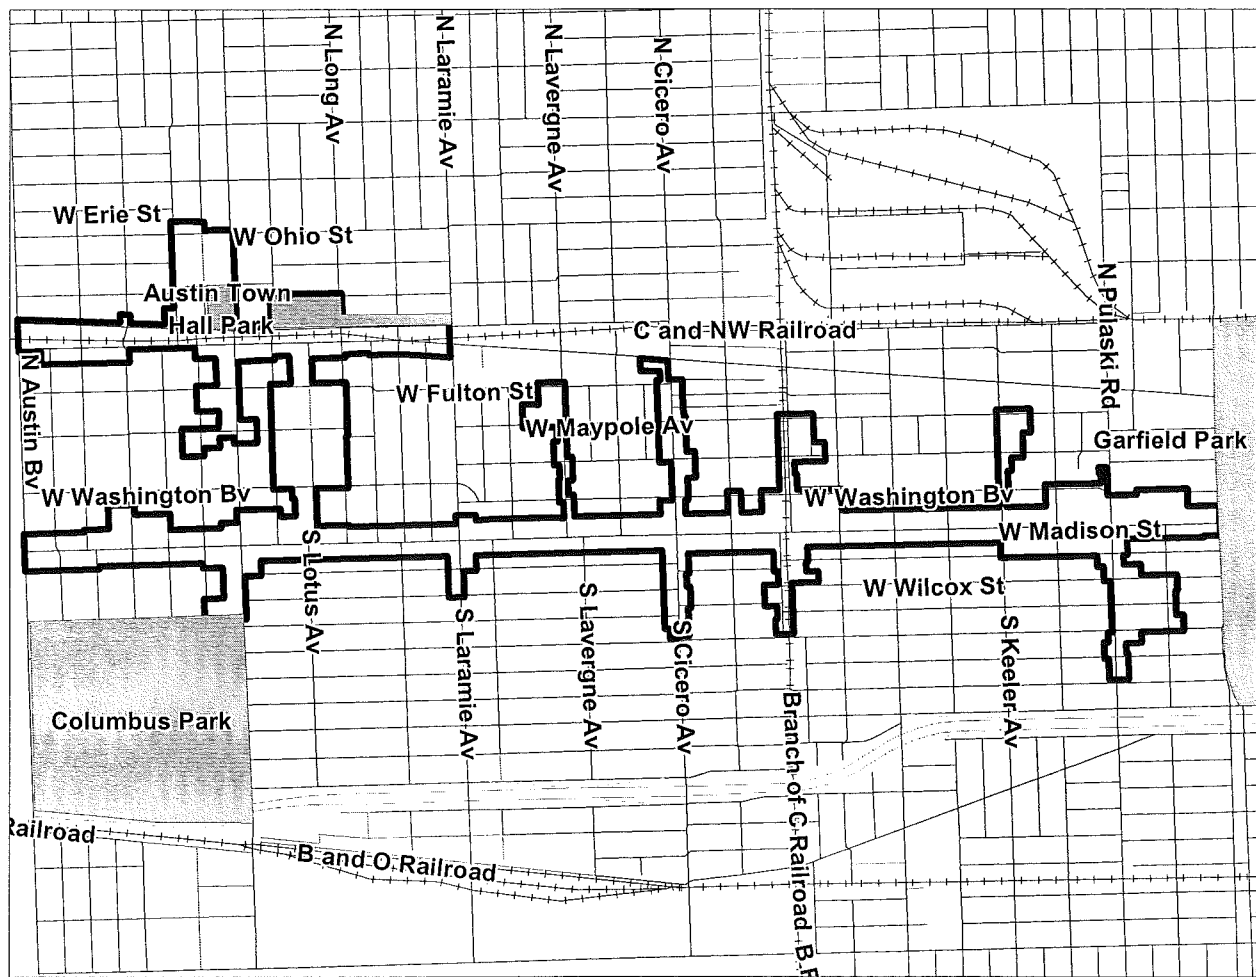 N Long Av
N Laramie Av
N Lavergne Av
N Cicero Av
W Erie St
W Ohio St
Austin Town
Hall Park
C and NW Railroad
N Pulaski Rd
N Austin Bv
W Fulton St
W Maypole Av
Garfield Park
W Washington Bv
W Washington Bv
W Madison St
S Lotus Av
W Wilcox St
S Laramie Av
S Lavergne Av
S Cicero Av
S Keeler Av
Columbus Park
Branch of C Railroad B
Railroad
B and O Railroad